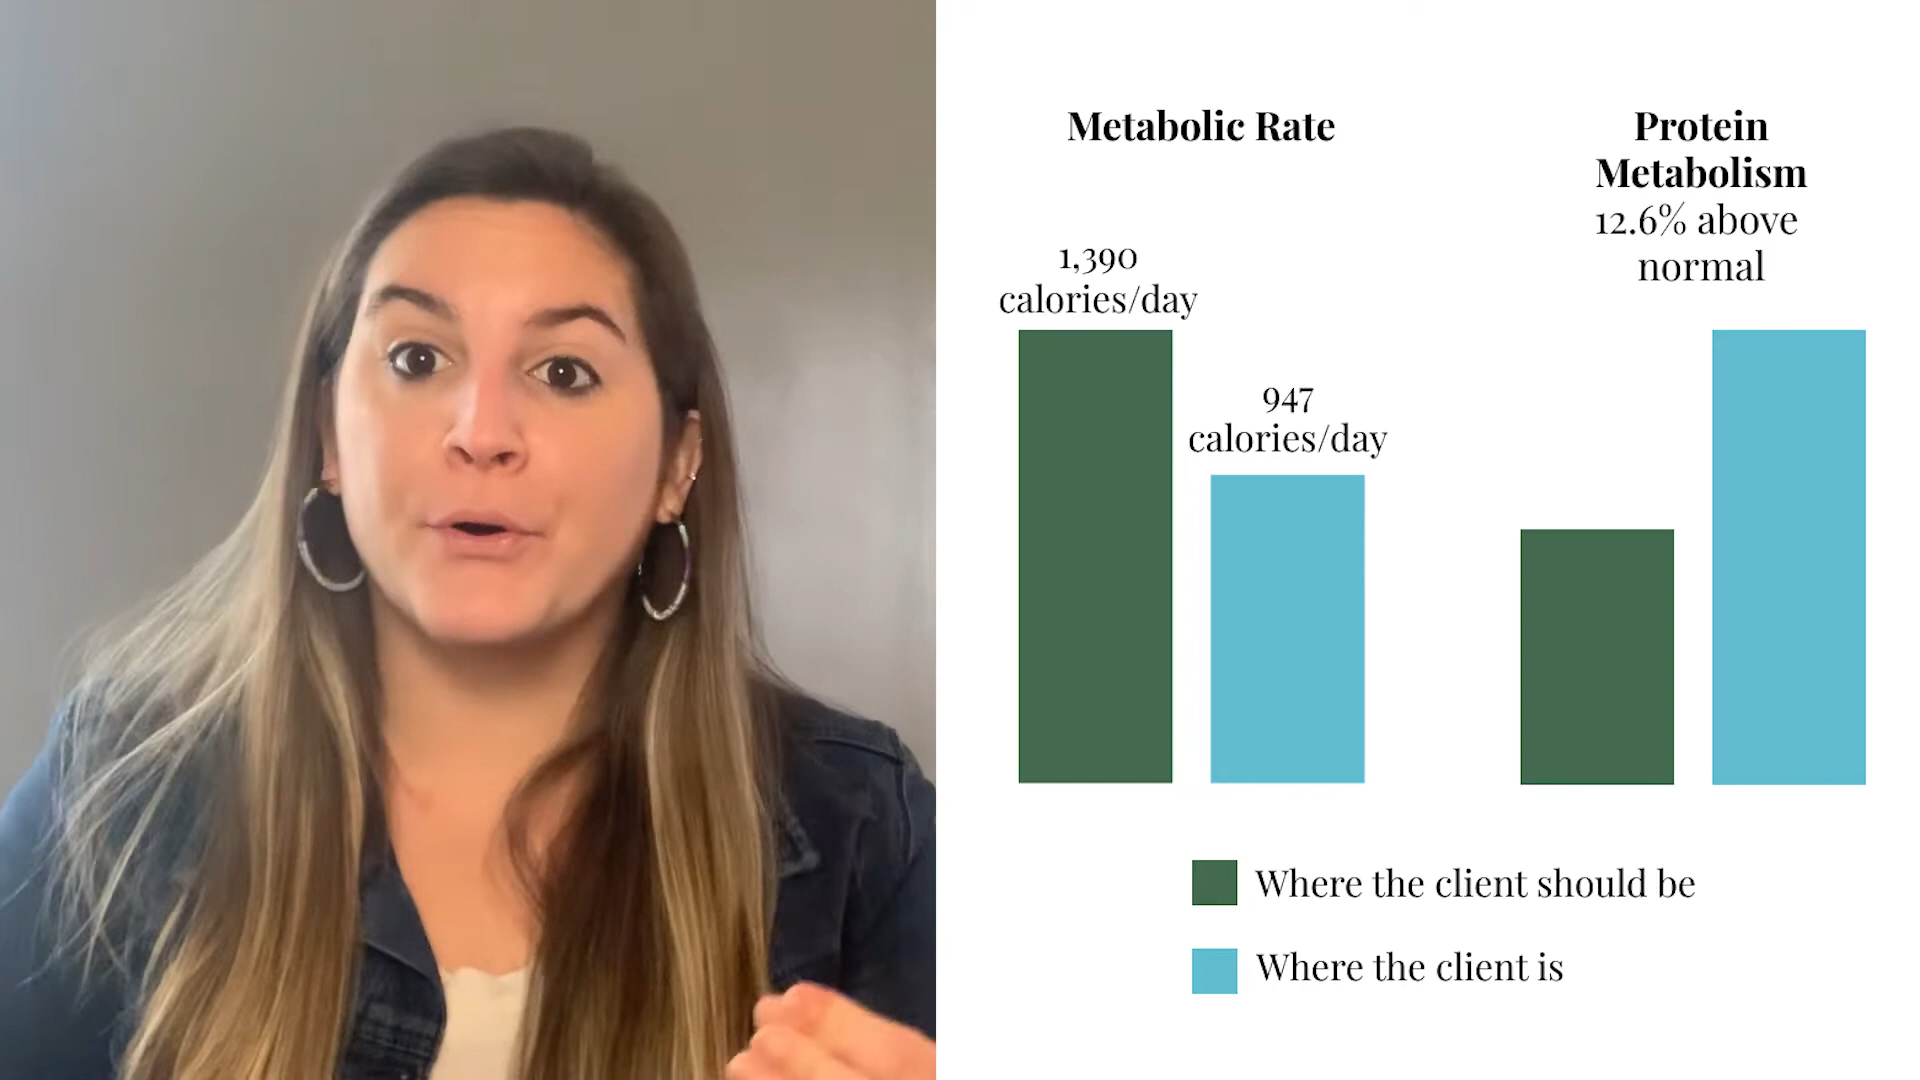 Metabolic Rate
1,390
calories/day
947
calories/day
Protein
Metabolism
12.6% above
normal
Where the client should be
Where the client is